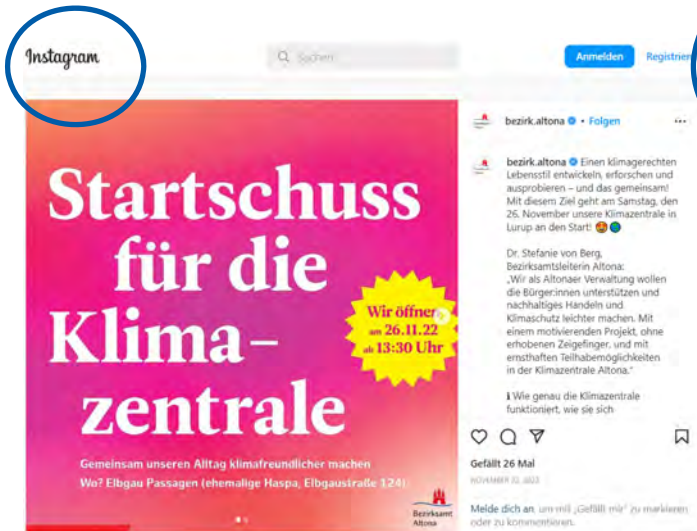 Instagram
Suchen
Anmelden
bezirk.altona • Folgen
Startschuss
für die
Klima-
zentrale
Wir öffnen
am 26.11.22
ab 13:30 Uhr
Gemeinsam unseren Alltag klimafreundlicher machen
Wo? Elbgau Passagen (ehemalige Haspa, Elbgaustraße 124)
Bezirksamt
Altona
bezirk.altona Einen klimagerechten
Lebensstil entwickeln, erforschen und
ausprobieren – und das gemeinsam!
Mit diesem Ziel geht am Samstag, den
26. November unsere Klimazentrale in
Lurup an den Start!
Dr. Stefanie von Berg,
Bezirksamtsleiterin Altona:
„Wir als Altonaer Verwaltung wollen
die Bürger:innen unterstützen und
nachhaltiges Handeln und
Klimaschutz leichter machen. Mit
einem motivierenden Projekt, ohne
erhobenen Zeigefinger, und mit
ernsthaften Teilhabemöglichkeiten
in der Klimazentrale Altona."
ℹ Wie genau die Klimazentrale
funktioniert, wie sie sich
Gefällt 26 Mal
NOVEMBER 22, 2022
Melde dich an, um mit „Gefällt mir" zu markieren
oder zu kommentieren.